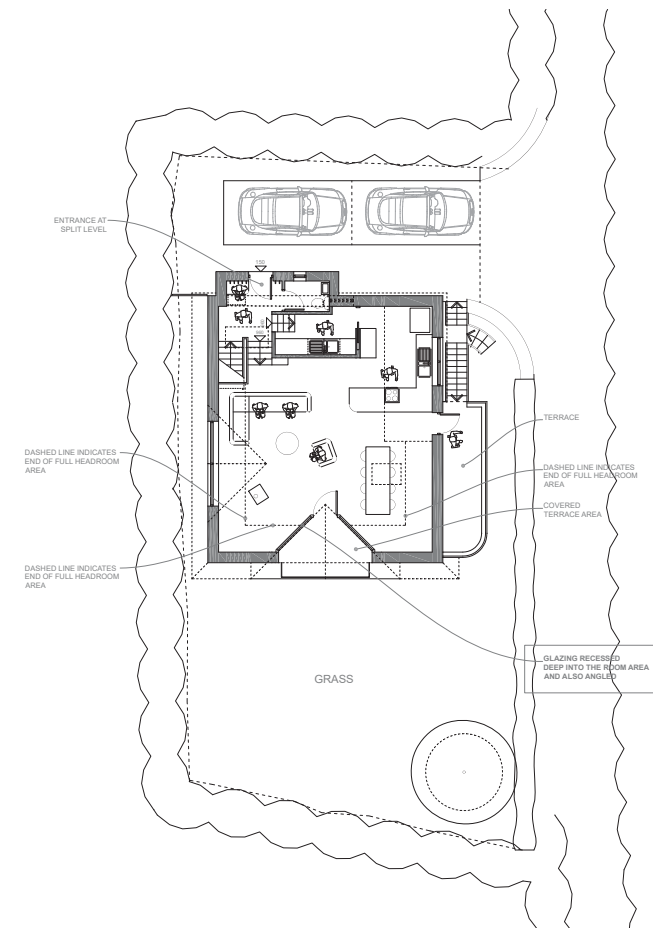 ENTRANCE AT
SPLIT LEVEL
150
TERRACE
DASHED LINE INDICATES
END OF FULL HEADROOM
AREA
DASHED LINE INDICATES
END OF FULL HEADROOM
AREA
COVERED
TERRACE AREA
DASHED LINE INDICATES
END OF FULL HEADROOM
AREA
GLAZING RECESSED
DEEP INTO THE ROOM AREA
AND ALSO ANGLED
GRASS